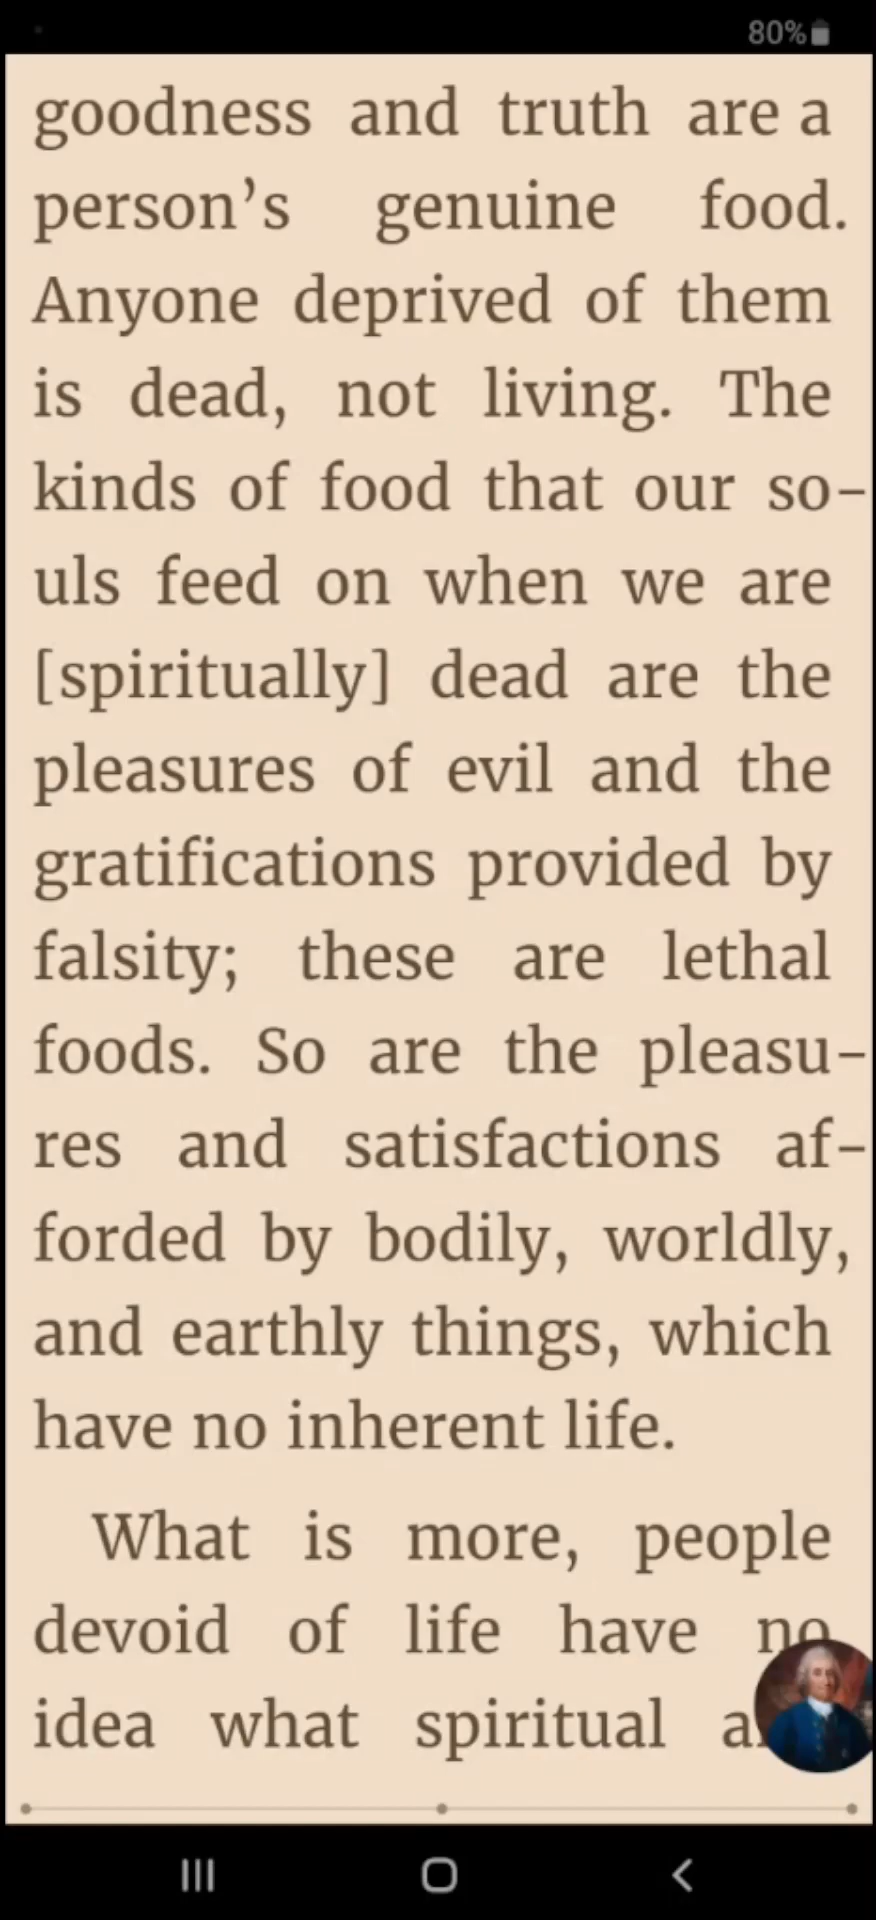 80%
goodness and truth are a
person’s genuine food.
Anyone deprived of them
is dead, not living. The
kinds of food that our so-
uls feed on when we are
[spiritually] dead are the
pleasures of evil and the
gratifications provided by
falsity; these are lethal
foods. So are the pleasu-
res and satisfactions af-
forded by bodily, worldly,
and earthly things, which
have no inherent life.
What is more, people
devoid of life have no
idea what spiritual